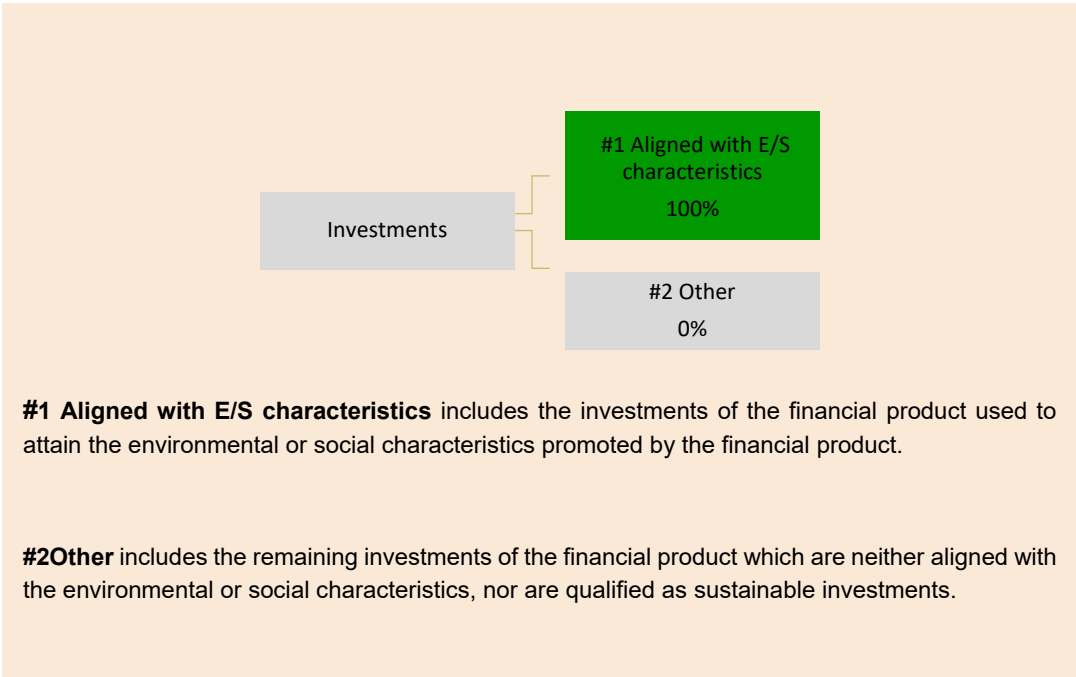 #1 Aligned with E/S
characteristics
100%
Investments
#2 Other
0%
#1 Aligned with E/S characteristics includes the investments of the financial product used to
attain the environmental or social characteristics promoted by the financial product.
#2Other includes the remaining investments of the financial product which are neither aligned with
the environmental or social characteristics, nor are qualified as sustainable investments.